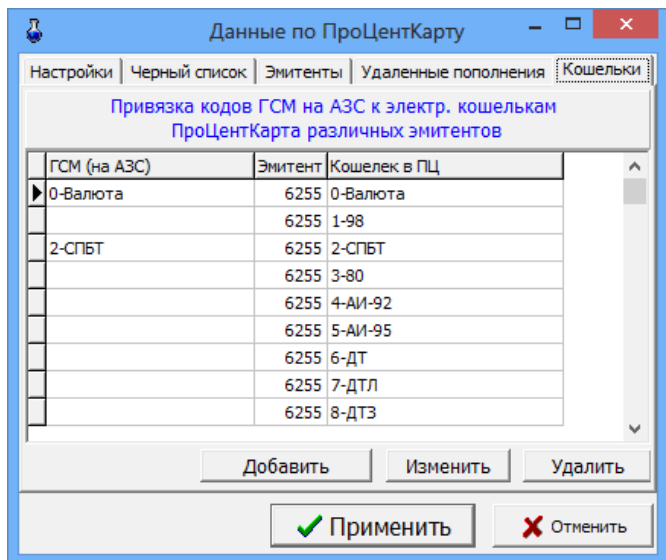 Данные по ПроЦентКарту
Настройки Черный список Эмитенты Удаленные пополнения Кошельки
Привязка кодов ГСМ на АЗС к электр. кошелькам
ПроЦентКарта различных эмитентов
ГСМ (на АЗС) Эмитент Кошелек в ПЦ
0-Валюта 6255 0-Валюта
6255 1-98
2-СПБТ 6255 2-СПБТ
6255 3-80
6255 4-АИ-92
6255 5-АИ-95
6255 6-ДТ
6255 7-ДТЛ
6255 8-ДТЗ
Добавить Изменить Удалить
Применить Отменить